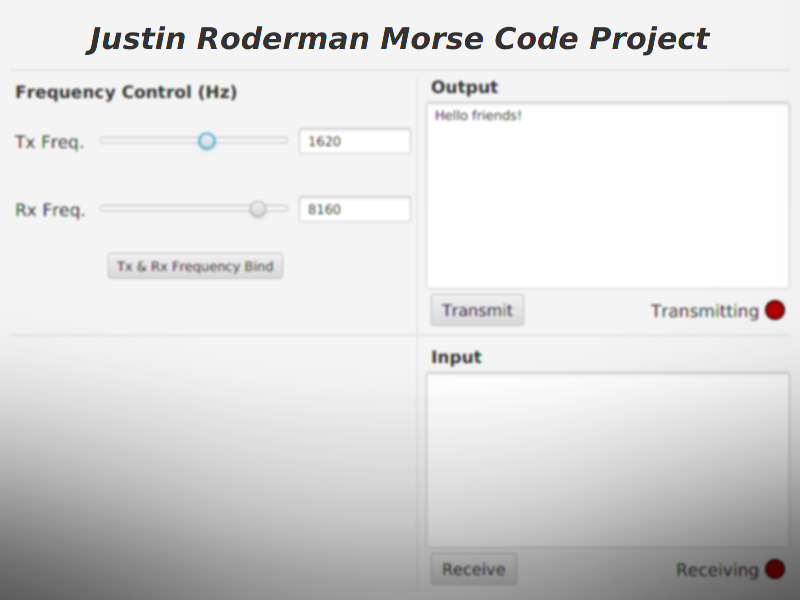 Justin Roderman Morse Code Project
Frequency Control (Hz)
Tx Freq.
1620
Rx Freq.
8160
Tx & Rx Frequency Bind
Output
Hello friends!
Transmit
Transmitting
Input
Receive
Receiving